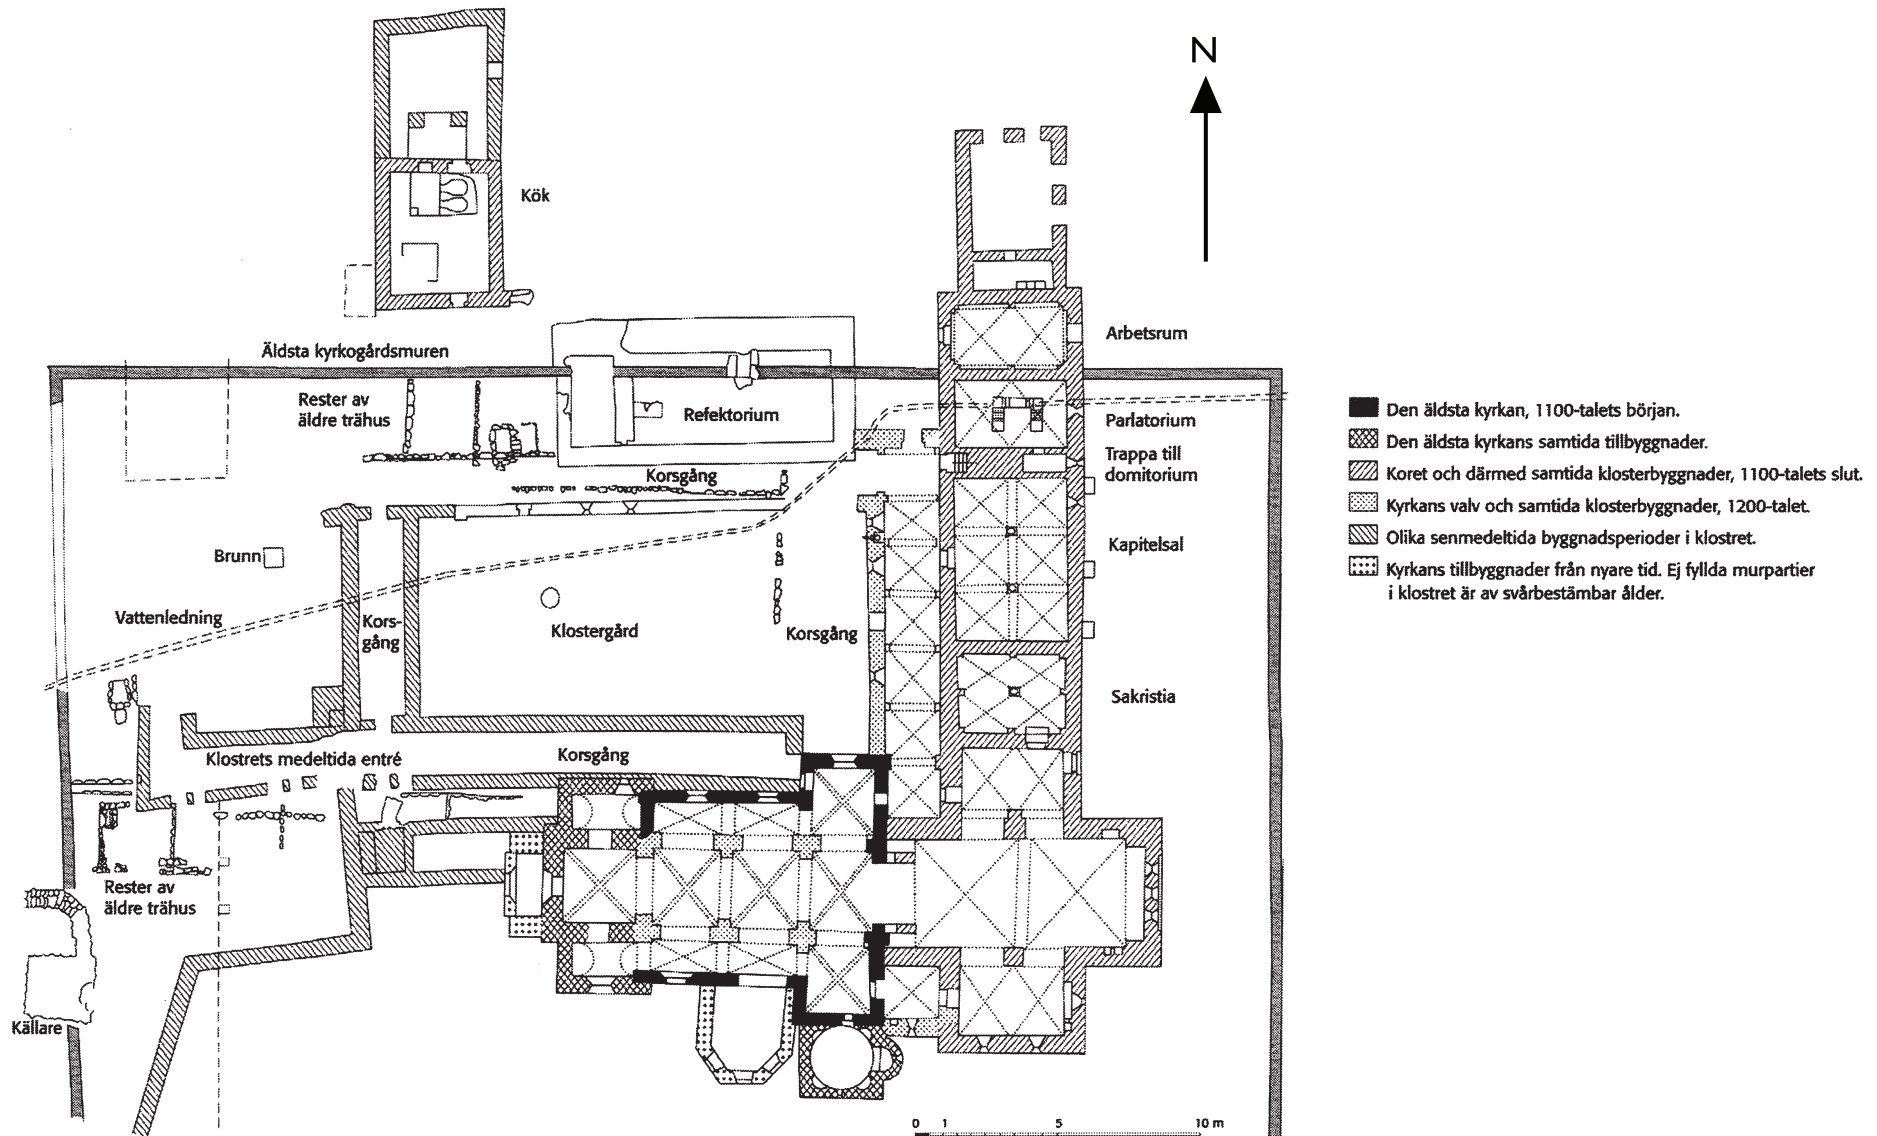 N
Kök
Äldsta kyrkogårdsmuren
Arbetsrum
Rester av
äldre trähus
Refektorium
Parlatorium
Trappa till
domitorium
Korsgång
Brunn
Kapitelsal
Vattenledning
Kors-
gång
Klostergård
Korsgång
Sakristia
Klostrets medeltida entré
Korsgång
Rester av
äldre trähus
Källare
Den äldsta kyrkan, 1100-talets början.
Den äldsta kyrkans samtida tillbyggnader.
Koret och därmed samtida klosterbyggnader, 1100-talets slut.
Kyrkans valv och samtida klosterbyggnader, 1200-talet.
Olika senmedeltida byggnadsperioder i klostret.
Kyrkans tillbyggnader från nyare tid. Ej fyllda murpartier
i klostret är av svårbestämbar ålder.
0 1 5 10 m